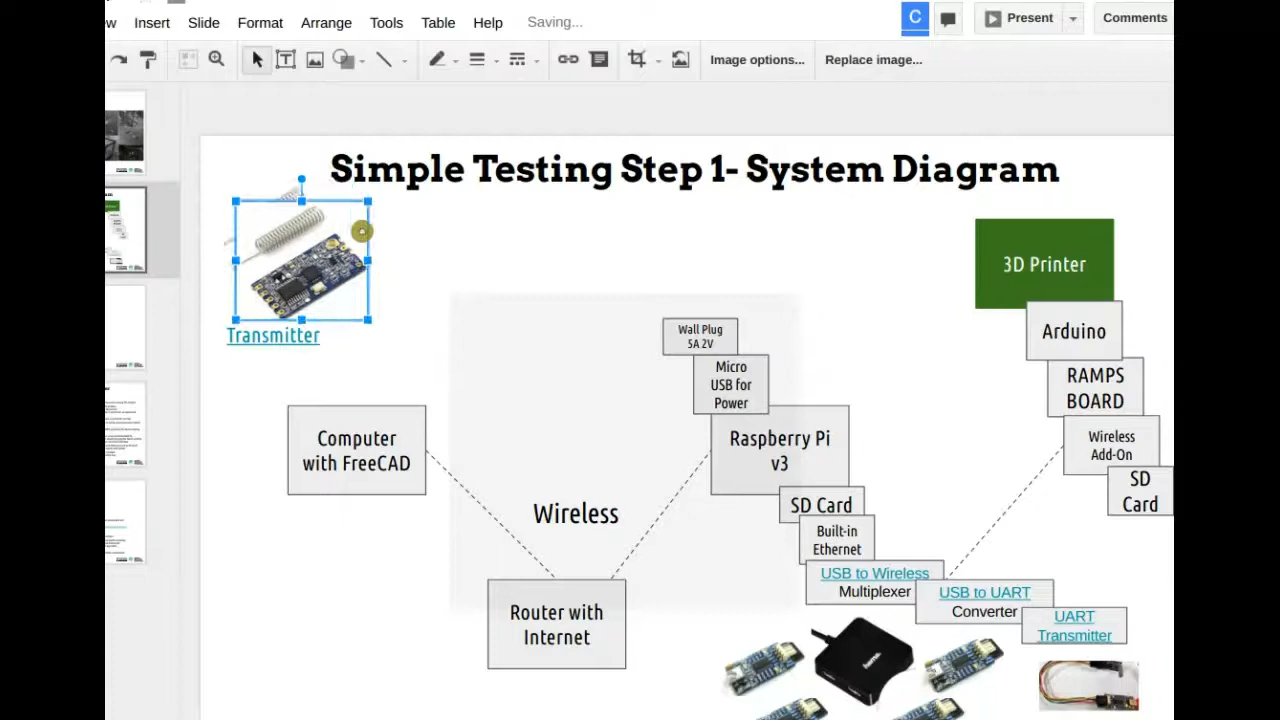 Insert Slide Format Arrange Tools Table Help Saving...
C Present Comments
Image options... Replace image...
Simple Testing Step 1- System Diagram
Transmitter
3D Printer
Arduino
RAMPS
BOARD
Wireless
Add-On
SD
Card
Wall Plug
5A 2V
Micro
USB for
Power
Computer
with FreeCAD
Raspberry Pi
v3
Wireless
SD Card
Built-in
Ethernet
USB to Wireless
Multiplexer
USB to UART
Converter
UART
Transmitter
Router with
Internet
hama